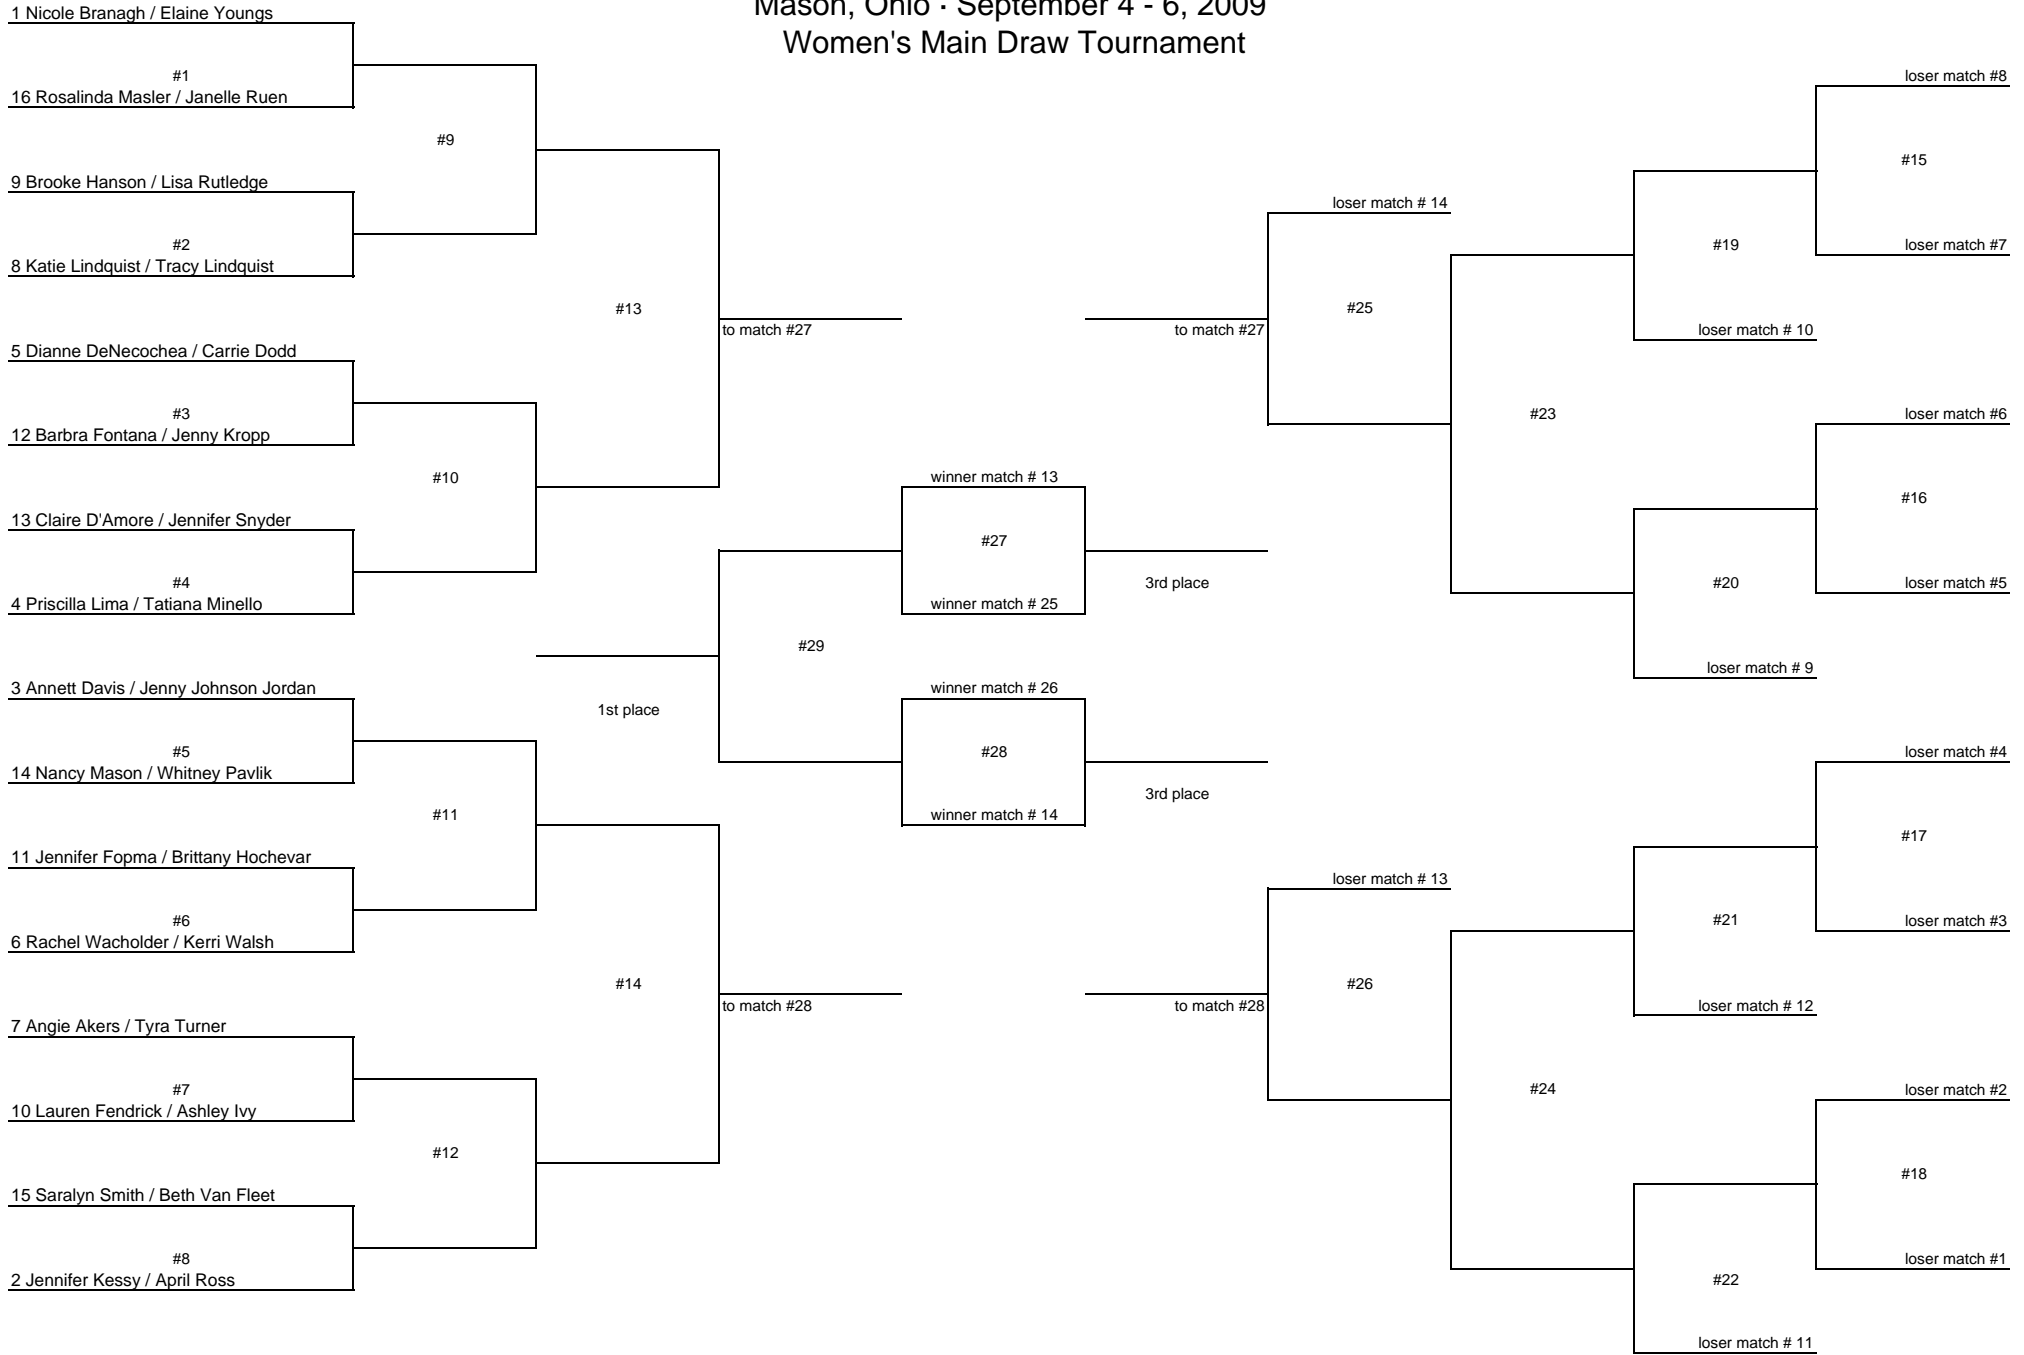 Mason, Ohio · September 4 - 6, 2009
Women's Main Draw Tournament
1 Nicole Branagh / Elaine Youngs
#1
16 Rosalinda Masler / Janelle Ruen
#9
9 Brooke Hanson / Lisa Rutledge
#2
8 Katie Lindquist / Tracy Lindquist
#13
to match #27
5 Dianne DeNecochea / Carrie Dodd
#3
12 Barbra Fontana / Jenny Kropp
#10
13 Claire D'Amore / Jennifer Snyder
#4
4 Priscilla Lima / Tatiana Minello
3 Annett Davis / Jenny Johnson Jordan
#5
14 Nancy Mason / Whitney Pavlik
#11
11 Jennifer Fopma / Brittany Hochevar
#6
6 Rachel Wacholder / Kerri Walsh
#14
to match #28
7 Angie Akers / Tyra Turner
#7
10 Lauren Fendrick / Ashley Ivy
#12
15 Saralyn Smith / Beth Van Fleet
#8
2 Jennifer Kessy / April Ross
winner match # 13
#27
winner match # 25
3rd place
#29
1st place
winner match # 26
#28
winner match # 14
3rd place
loser match #8
#15
loser match #7
loser match # 14
#19
#25
to match #27
loser match # 10
#23
loser match #6
#16
loser match #5
#20
loser match # 9
loser match #4
#17
loser match #3
loser match # 13
#21
#26
to match #28
loser match # 12
#24
loser match #2
#18
loser match #1
#22
loser match # 11